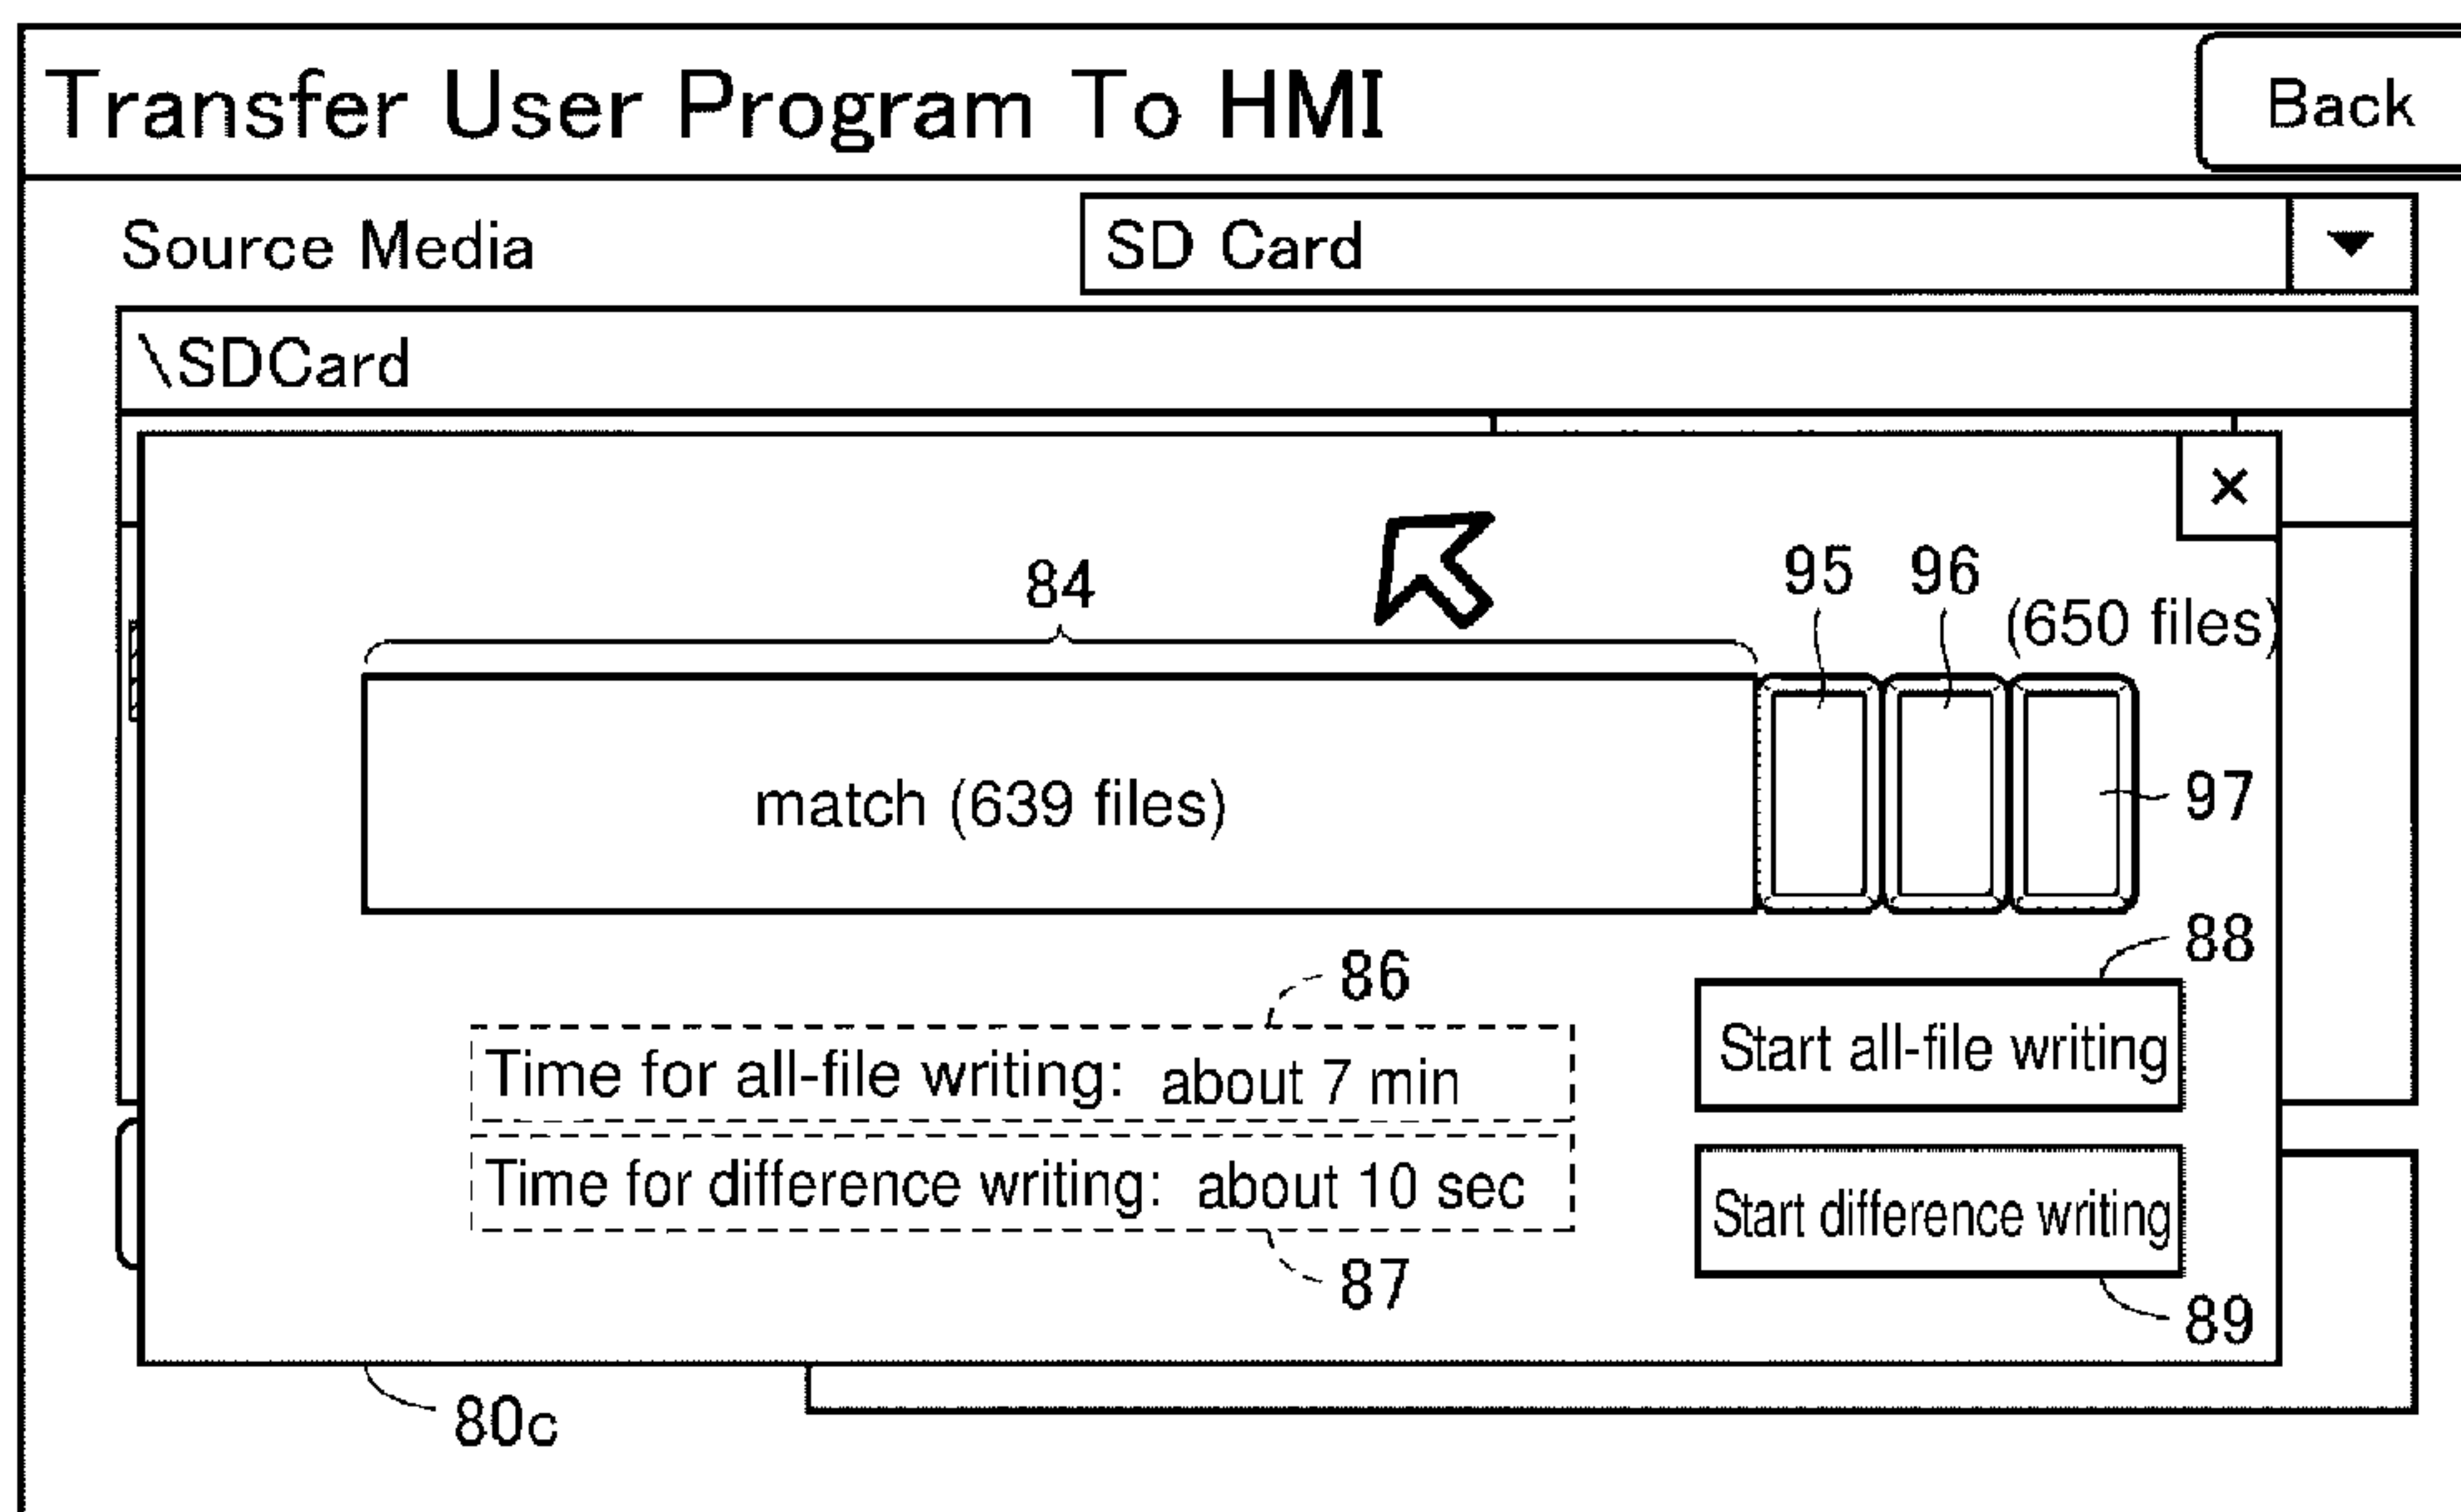 Transfer User Program To HMI
Back
Source Media
SD Card
\SDCard
×
84
95
96
(650 files)
match (639 files)
97
88
86
Time for all-file writing: about 7 min
Start all-file writing
Time for difference writing: about 10 sec
Start difference writing
87
89
80c